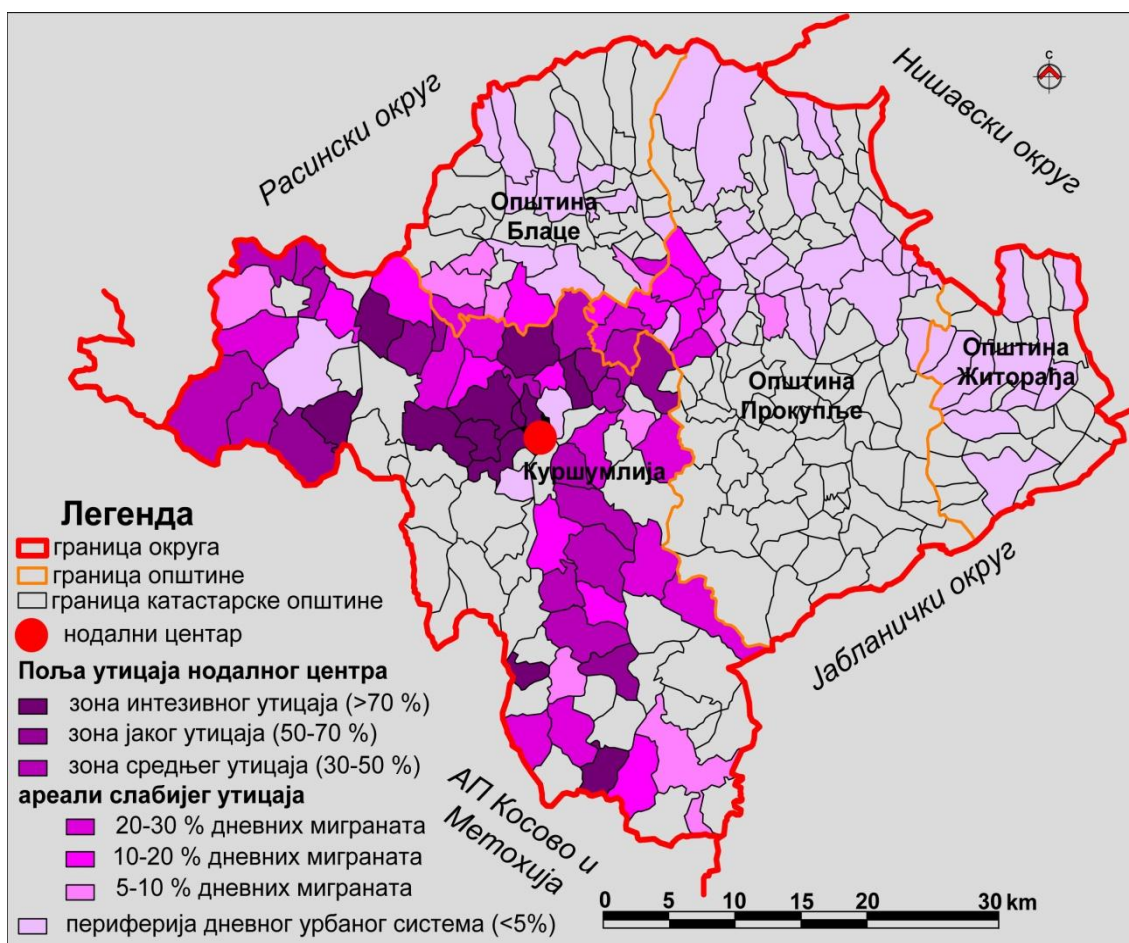 С
Расински округ
Нишавски округ
Општина
Блаце
Општина
Житорађа
Општина
Прокупље
Куршумлија
Јабланички округ
АП Косово и
Метохија
Легенда
граница округа
граница општине
граница катастарске општине
нодални центар
Поља утицаја нодалног центра
зона интезивног утицаја (>70 %)
зона јаког утицаја (50-70 %)
зона средњег утицаја (30-50 %)
ареали слабијег утицаја
20-30 % дневних миграната
10-20 % дневних миграната
5-10 % дневних миграната
периферија дневног урбаног система (<5%)
0 5 10 20 30 km
15